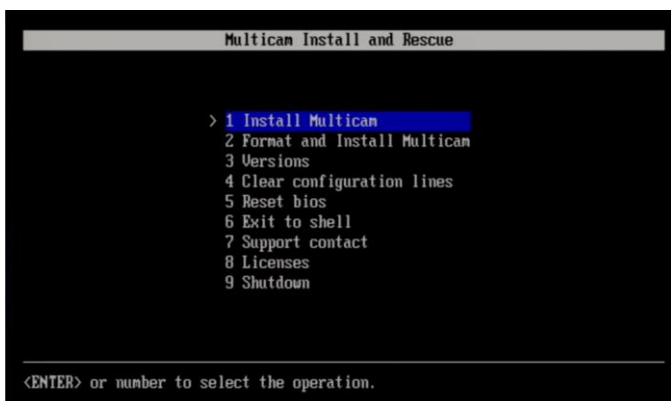 Multicam Install and Rescue
> 1 Install Multicam
2 Format and Install Multicam
3 Versions
4 Clear configuration lines
5 Reset bios
6 Exit to shell
7 Support contact
8 Licenses
9 Shutdown
<ENTER> or number to select the operation.